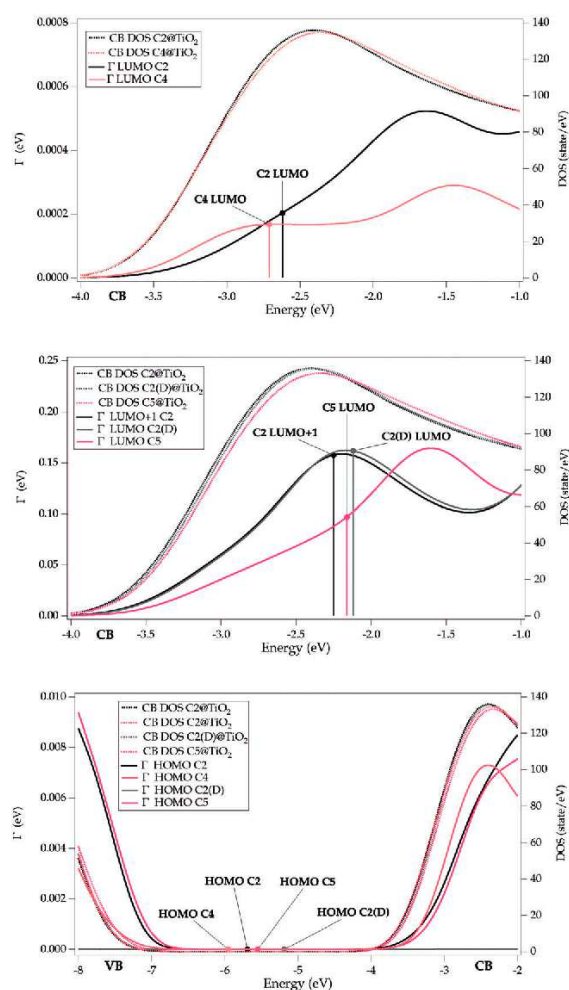 CB DOS C2@TiO2
CB DOS C4@TiO2
Γ LUMO C2
Γ LUMO C4
C2 LUMO
C4 LUMO
0.0008
0.0006
0.0004
0.0002
0.0000
Γ (eV)
140
120
100
80
60
40
20
0
DOS (state/eV)
-4.0
-3.5
-3.0
-2.5
-2.0
-1.5
-1.0
CB
Energy (eV)
CB DOS C2@TiO2
CB DOS C2(D)@TiO2
CB DOS C5@TiO2
Γ LUMO+1 C2
Γ LUMO C2(D)
Γ LUMO C5
C5 LUMO
C2 LUMO+1
C2(D) LUMO
0.25
0.20
0.15
0.10
0.05
0.00
Γ (eV)
140
120
100
80
60
40
20
0
DOS (state/eV)
-4.0
-3.5
-3.0
-2.5
-2.0
-1.5
-1.0
CB
Energy (eV)
CB DOS C2@TiO2
CB DOS C2@TiO2
CB DOS C2(D)@TiO2
CB DOS C5@TiO2
Γ HOMO C2
Γ HOMO C4
Γ HOMO C2(D)
Γ HOMO C5
HOMO C2
HOMO C5
HOMO C4
HOMO C2(D)
0.010
0.008
0.006
0.004
0.002
0.000
Γ (eV)
140
120
100
80
60
40
20
0
DOS (state/eV)
-8
-7
-6
-5
-4
-3
-2
VB
Energy (eV)
CB